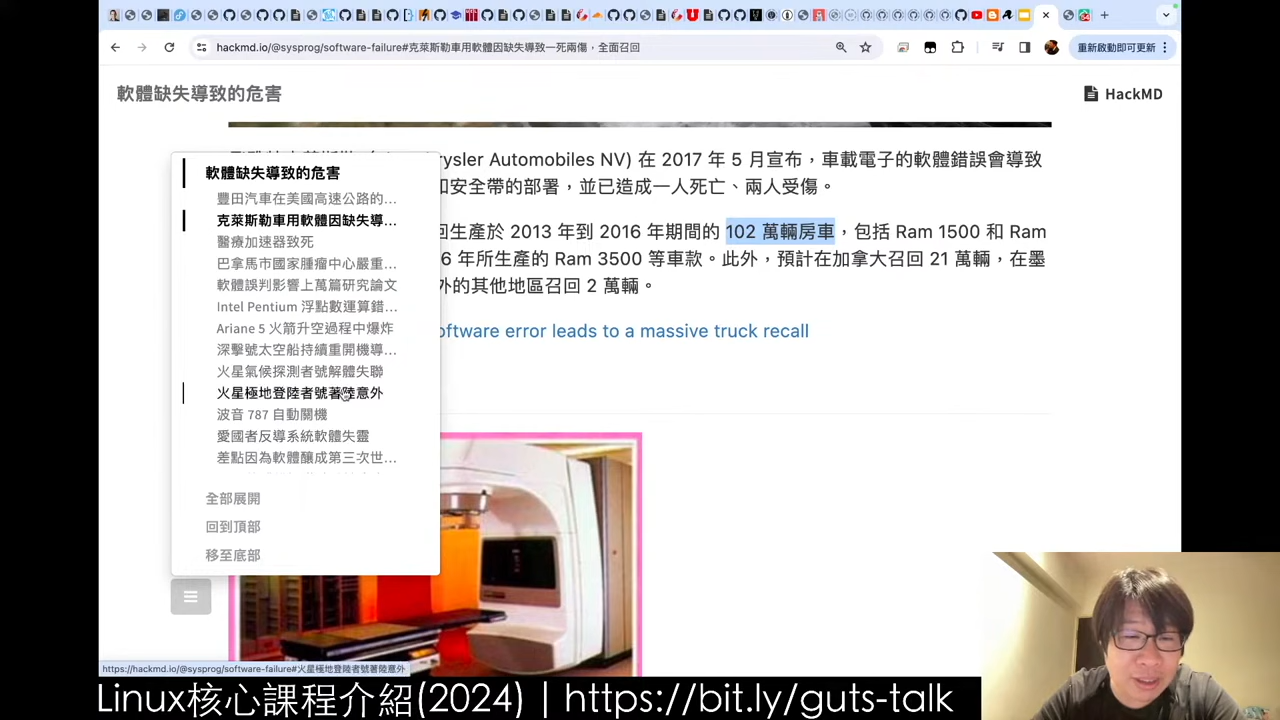 hackmd.io/@sysprog/software-failure#克萊斯勒車用軟體因缺失導致一死兩傷，全面召回
重新啟動即可更新
軟體缺失導致的危害
HackMD
rysler Automobiles NV) 在 2017 年 5 月宣布，車載電子的軟體錯誤會導致
和安全帶的部署，並已造成一人死亡、兩人受傷。
回生產於 2013 年到 2016 年期間的 102 萬輛房車，包括 Ram 1500 和 Ram
6 年所生產的 Ram 3500 等車款。此外，預計在加拿大召回 21 萬輛，在墨
外的其他地區召回 2 萬輛。
oftware error leads to a massive truck recall
軟體缺失導致的危害
豐田汽車在美國高速公路的...
克萊斯勒車用軟體因缺失導...
醫療加速器致死
巴拿馬市國家腫瘤中心嚴重...
軟體誤判影響上萬篇研究論文
Intel Pentium 浮點數運算錯...
Ariane 5 火箭升空過程中爆炸
深擊號太空船持續重開機導...
火星氣候探測者號解體失聯
火星極地登陸者號著陸意外
波音 787 自動關機
愛國者反導系統軟體失靈
差點因為軟體釀成第三次世...
全部展開
回到頂部
移至底部
https://hackmd.io/@sysprog/software-failure#火星極地登陸者號著陸意外
Linux核心課程介紹(2024) | https://bit.ly/guts-talk